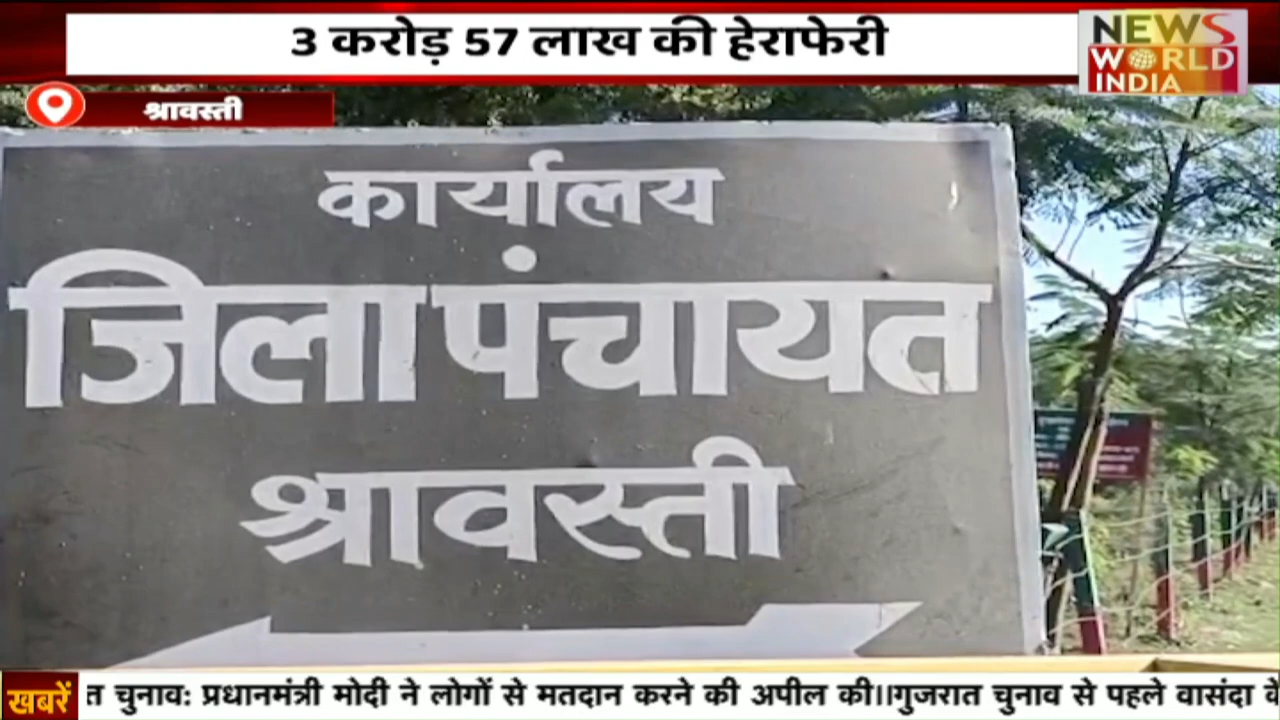 3 करोड़ 57 लाख की हेराफेरी
NEWS
WORLD
INDIA
श्रावस्ती
कार्यालय
जिला पंचायत
श्रावस्ती
खबरें
त चुनाव: प्रधानमंत्री मोदी ने लोगों से मतदान करने की अपील की।।गुजरात चुनाव से पहले वासंदा के